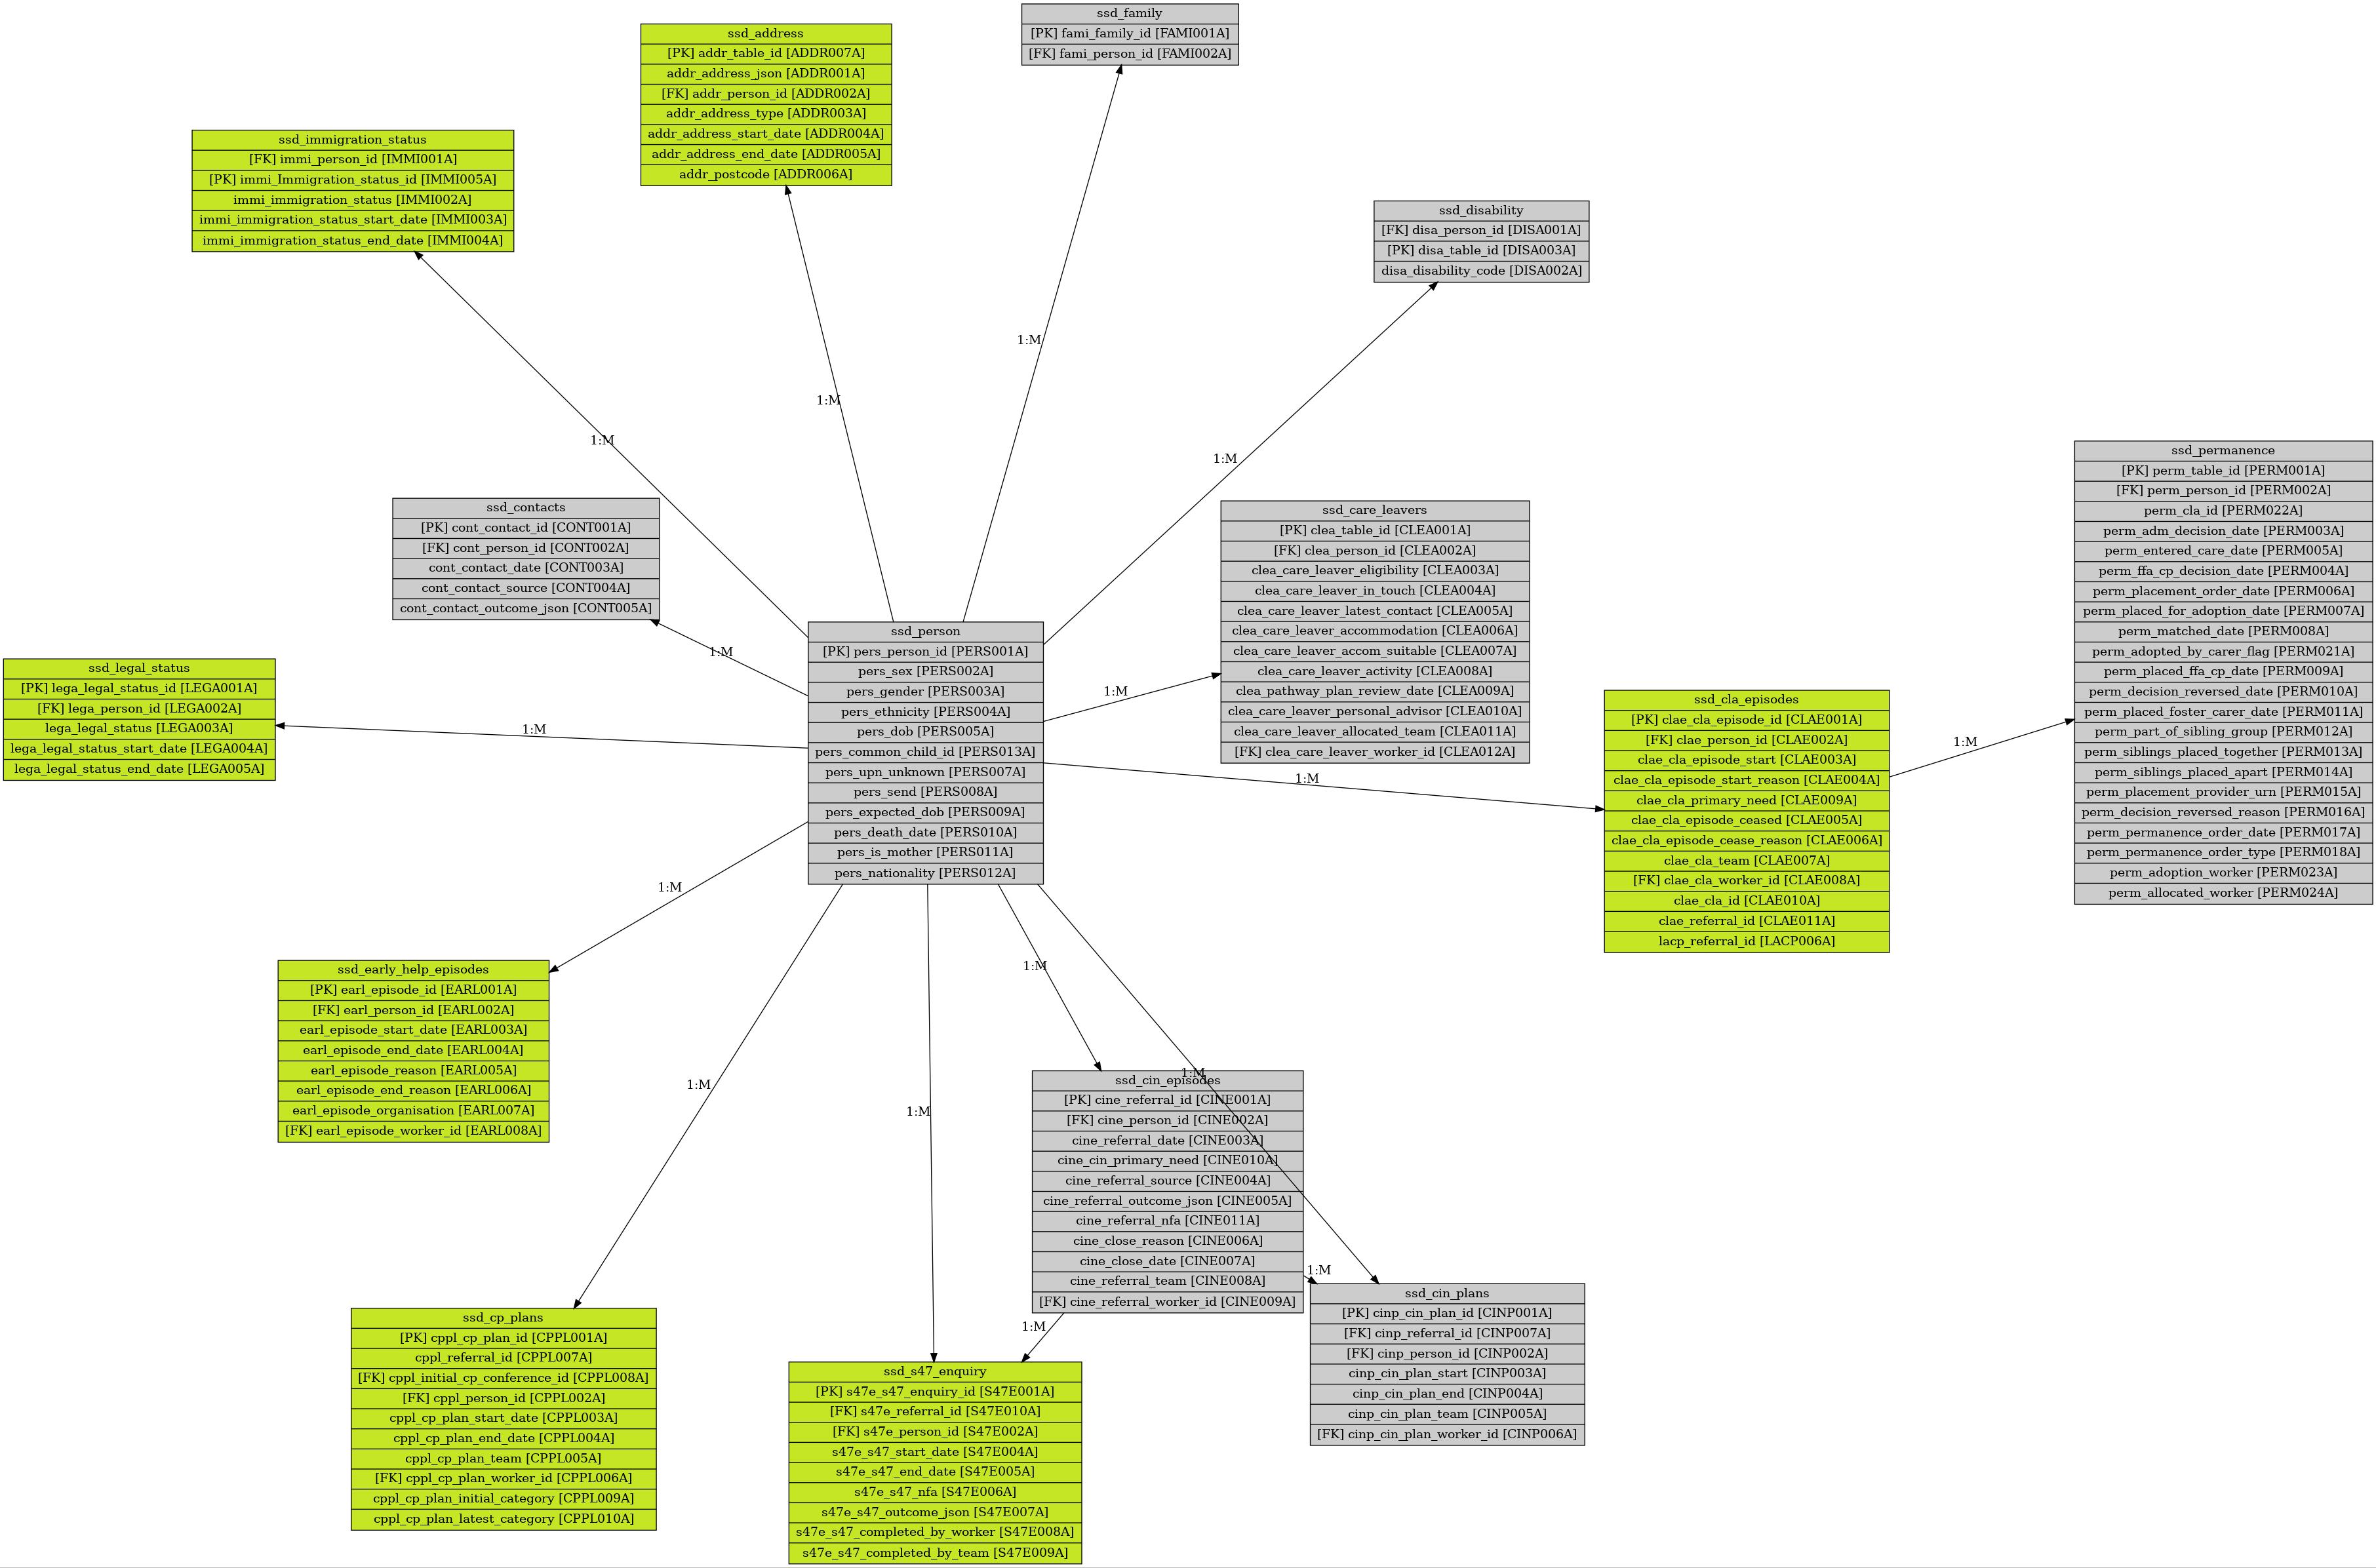 ssd_family
[PK] fami_family_id [FAMI001A]
[FK] fami_person_id [FAMI002A]
ssd_address
[PK] addr_table_id [ADDR007A]
addr_address_json [ADDR001A]
[FK] addr_person_id [ADDR002A]
addr_address_type [ADDR003A]
addr_address_start_date [ADDR004A]
addr_address_end_date [ADDR005A]
addr_postcode [ADDR006A]
ssd_immigration_status
[FK] immi_person_id [IMMI001A]
[PK] immi_Immigration_status_id [IMMI005A]
immi_immigration_status [IMMI002A]
immi_immigration_status_start_date [IMMI003A]
immi_immigration_status_end_date [IMMI004A]
ssd_disability
[FK] disa_person_id [DISA001A]
[PK] disa_table_id [DISA003A]
disa_disability_code [DISA002A]
1:M
1:M
1:M
1:M
ssd_contacts
[PK] cont_contact_id [CONT001A]
[FK] cont_person_id [CONT002A]
cont_contact_date [CONT003A]
cont_contact_source [CONT004A]
cont_contact_outcome_json [CONT005A]
1:M
ssd_care_leavers
[PK] clea_table_id [CLEA001A]
[FK] clea_person_id [CLEA002A]
clea_care_leaver_eligibility [CLEA003A]
clea_care_leaver_in_touch [CLEA004A]
clea_care_leaver_latest_contact [CLEA005A]
clea_care_leaver_accommodation [CLEA006A]
clea_care_leaver_accom_suitable [CLEA007A]
clea_care_leaver_activity [CLEA008A]
clea_pathway_plan_review_date [CLEA009A]
clea_care_leaver_personal_advisor [CLEA010A]
clea_care_leaver_allocated_team [CLEA011A]
[FK] clea_care_leaver_worker_id [CLEA012A]
1:M
ssd_permanence
[PK] perm_table_id [PERM001A]
[FK] perm_person_id [PERM002A]
perm_cla_id [PERM022A]
perm_adm_decision_date [PERM003A]
perm_entered_care_date [PERM005A]
perm_ffa_cp_decision_date [PERM004A]
perm_placement_order_date [PERM006A]
perm_placed_for_adoption_date [PERM007A]
perm_matched_date [PERM008A]
perm_adopted_by_carer_flag [PERM021A]
perm_placed_ffa_cp_date [PERM009A]
perm_decision_reversed_date [PERM010A]
perm_placed_foster_carer_date [PERM011A]
perm_part_of_sibling_group [PERM012A]
perm_siblings_placed_together [PERM013A]
perm_siblings_placed_apart [PERM014A]
perm_placement_provider_urn [PERM015A]
perm_decision_reversed_reason [PERM016A]
perm_permanence_order_date [PERM017A]
perm_permanence_order_type [PERM018A]
perm_adoption_worker [PERM023A]
perm_allocated_worker [PERM024A]
ssd_person
[PK] pers_person_id [PERS001A]
pers_sex [PERS002A]
pers_gender [PERS003A]
pers_ethnicity [PERS004A]
pers_dob [PERS005A]
pers_common_child_id [PERS013A]
pers_upn_unknown [PERS007A]
pers_send [PERS008A]
pers_expected_dob [PERS009A]
pers_death_date [PERS010A]
pers_is_mother [PERS011A]
pers_nationality [PERS012A]
ssd_legal_status
[PK] lega_legal_status_id [LEGA001A]
[FK] lega_person_id [LEGA002A]
lega_legal_status [LEGA003A]
lega_legal_status_start_date [LEGA004A]
lega_legal_status_end_date [LEGA005A]
1:M
1:M
ssd_cla_episodes
[PK] clae_cla_episode_id [CLAE001A]
[FK] clae_person_id [CLAE002A]
clae_cla_episode_start [CLAE003A]
clae_cla_episode_start_reason [CLAE004A]
clae_cla_primary_need [CLAE009A]
clae_cla_episode_ceased [CLAE005A]
clae_cla_episode_cease_reason [CLAE006A]
clae_cla_team [CLAE007A]
[FK] clae_cla_worker_id [CLAE008A]
clae_cla_id [CLAE010A]
clae_referral_id [CLAE011A]
lacp_referral_id [LACP006A]
1:M
1:M
ssd_early_help_episodes
[PK] earl_episode_id [EARL001A]
[FK] earl_person_id [EARL002A]
earl_episode_start_date [EARL003A]
earl_episode_end_date [EARL004A]
earl_episode_reason [EARL005A]
earl_episode_end_reason [EARL006A]
earl_episode_organisation [EARL007A]
[FK] earl_episode_worker_id [EARL008A]
1:M
1:M
1:M
1:M
ssd_cin_episodes
[PK] cine_referral_id [CINE001A]
[FK] cine_person_id [CINE002A]
cine_referral_date [CINE003A]
cine_cin_primary_need [CINE010A]
cine_referral_source [CINE004A]
cine_referral_outcome_json [CINE005A]
cine_referral_nfa [CINE011A]
cine_close_reason [CINE006A]
cine_close_date [CINE007A]
cine_referral_team [CINE008A]
[FK] cine_referral_worker_id [CINE009A]
1:M
1:M
ssd_cin_plans
[PK] cinp_cin_plan_id [CINP001A]
[FK] cinp_referral_id [CINP007A]
[FK] cinp_person_id [CINP002A]
cinp_cin_plan_start [CINP003A]
cinp_cin_plan_end [CINP004A]
cinp_cin_plan_team [CINP005A]
[FK] cinp_cin_plan_worker_id [CINP006A]
ssd_cp_plans
[PK] cppl_cp_plan_id [CPPL001A]
cppl_referral_id [CPPL007A]
[FK] cppl_initial_cp_conference_id [CPPL008A]
[FK] cppl_person_id [CPPL002A]
cppl_cp_plan_start_date [CPPL003A]
cppl_cp_plan_end_date [CPPL004A]
cppl_cp_plan_team [CPPL005A]
[FK] cppl_cp_plan_worker_id [CPPL006A]
cppl_cp_plan_initial_category [CPPL009A]
cppl_cp_plan_latest_category [CPPL010A]
ssd_s47_enquiry
[PK] s47e_s47_enquiry_id [S47E001A]
[FK] s47e_referral_id [S47E010A]
[FK] s47e_person_id [S47E002A]
s47e_s47_start_date [S47E004A]
s47e_s47_end_date [S47E005A]
s47e_s47_nfa [S47E006A]
s47e_s47_outcome_json [S47E007A]
s47e_s47_completed_by_worker [S47E008A]
s47e_s47_completed_by_team [S47E009A]